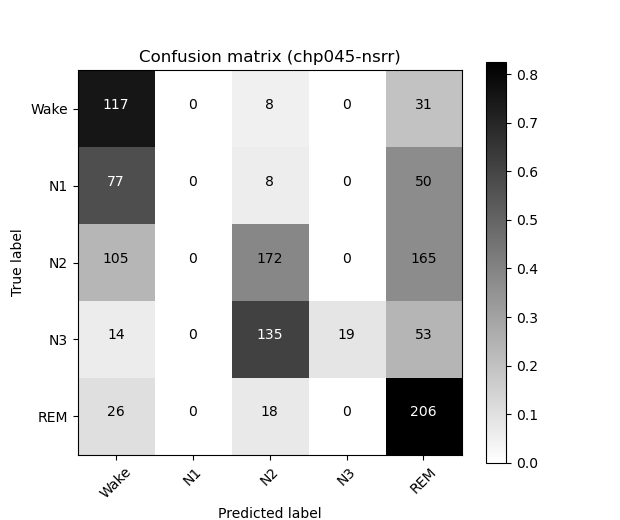 Confusion matrix (chp045-nsrr)
True label
Wake 117 0 8 0 31
N1 77 0 8 0 50
N2 105 0 172 0 165
N3 14 0 135 19 53
REM 26 0 18 0 206
Wake N1 N2 N3 REM
Predicted label
0.8
0.7
0.6
0.5
0.4
0.3
0.2
0.1
0.0